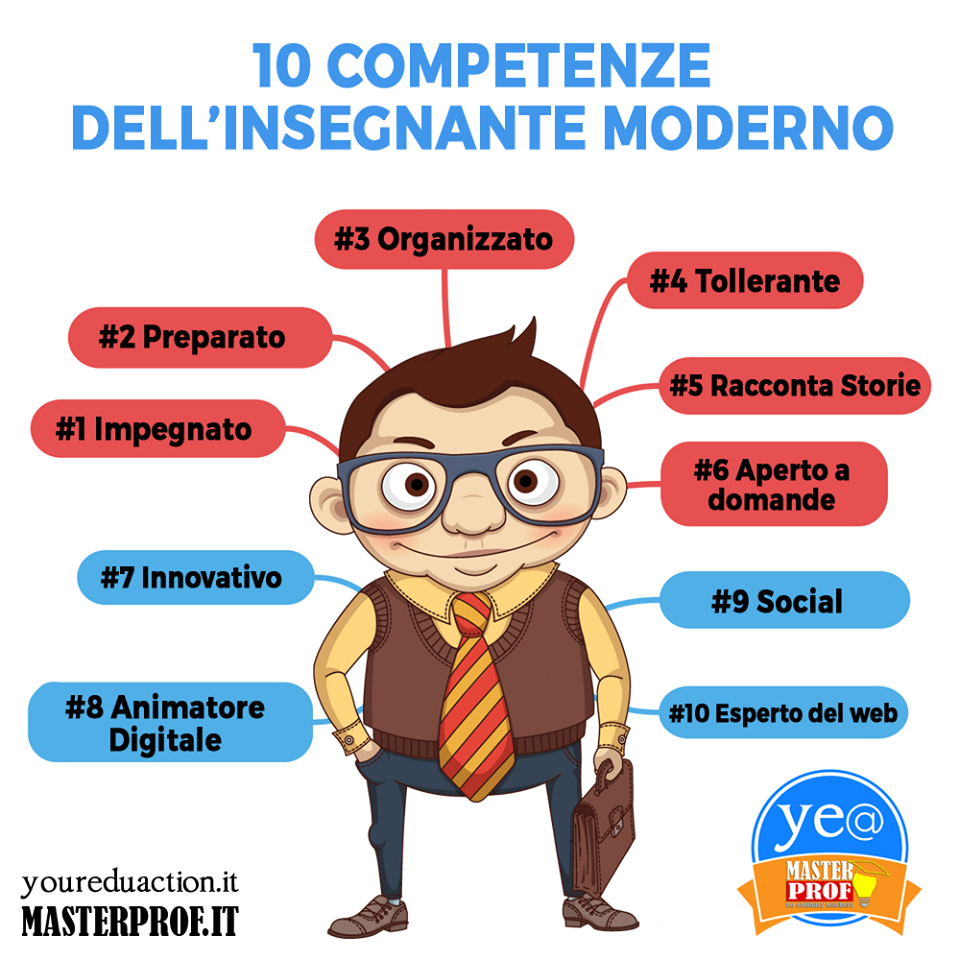 10 COMPETENZE
DELL'INSEGNANTE MODERNO
#3 Organizzato
#4 Tollerante
#2 Preparato
#5 Racconta Storie
#1 Impegnato
#6 Aperto a
domande
#7 Innovativo
#9 Social
#8 Animatore
Digitale
#10 Esperto del web
ye@
MASTER
PROF
youreduaction.it
MASTERPROF.IT